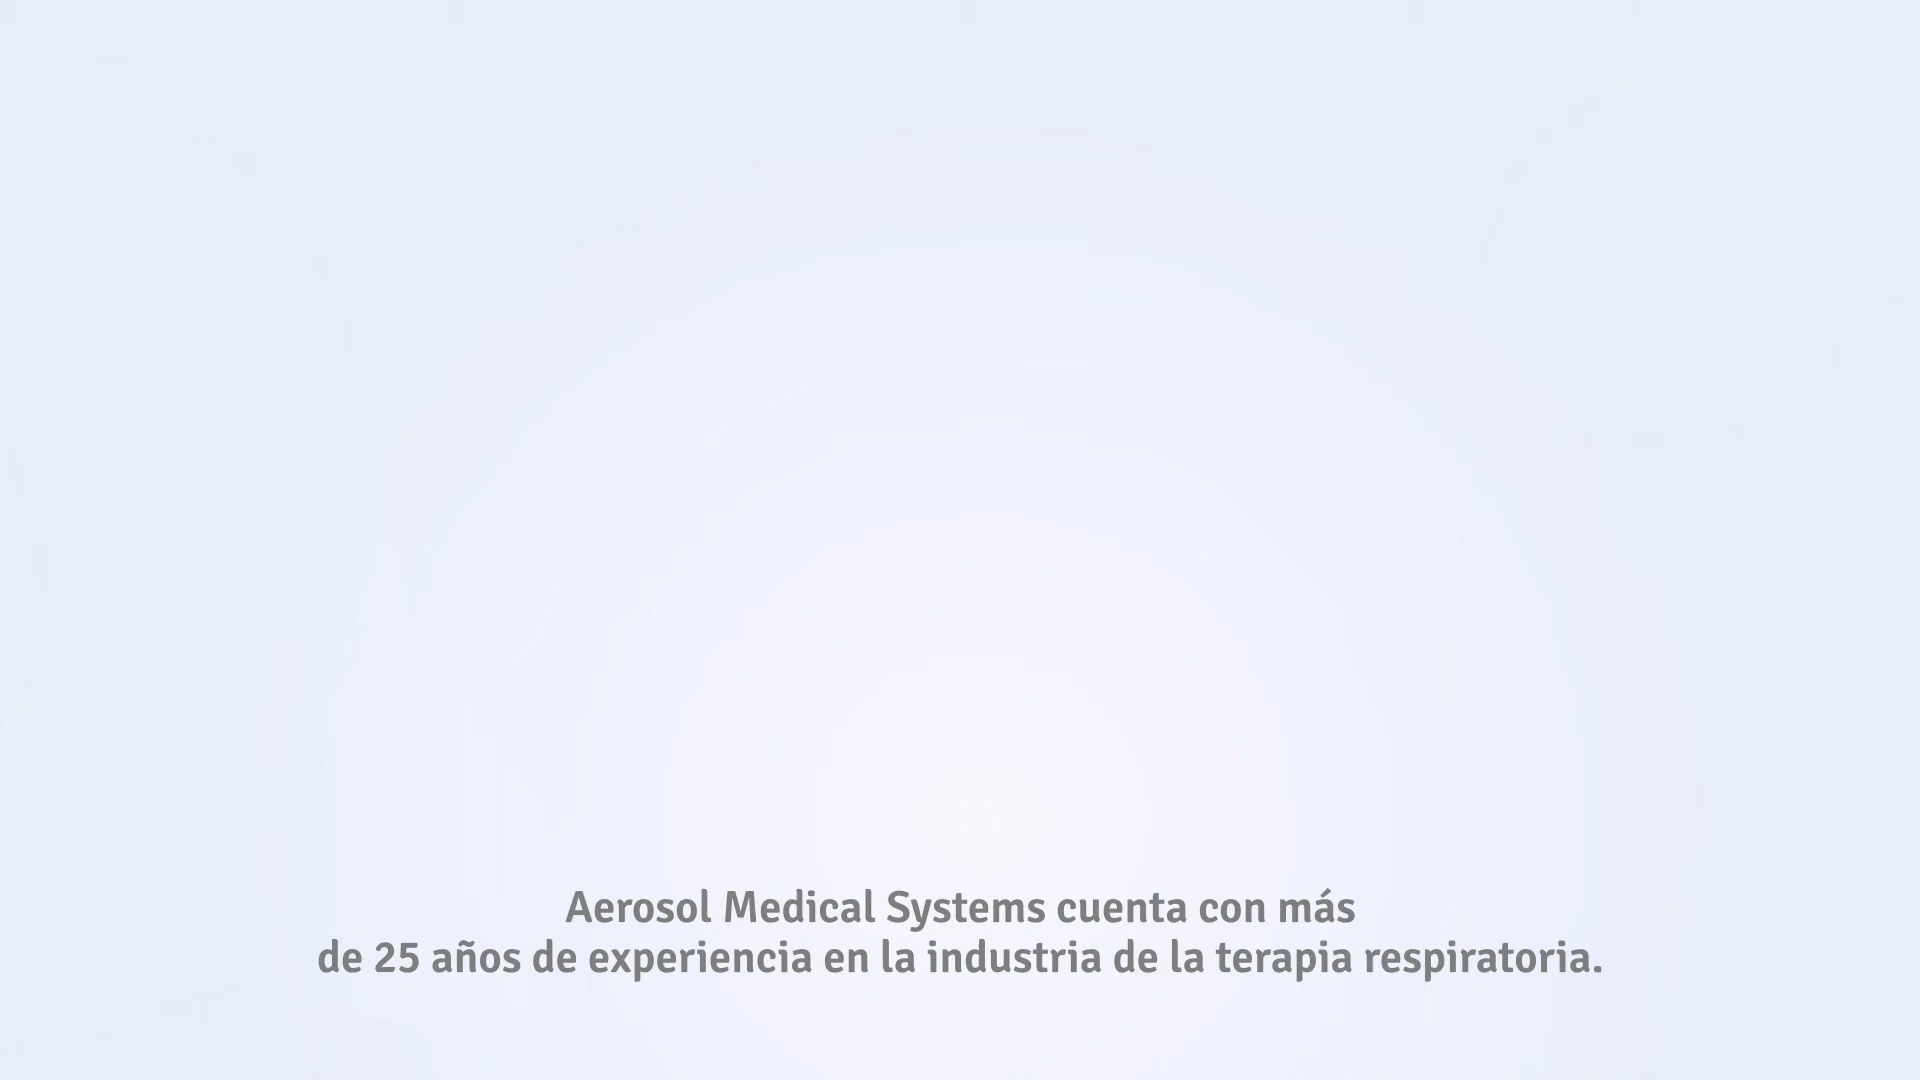 Aerosol Medical Systems cuenta con más
de 25 años de experiencia en la industria de la terapia respiratoria.